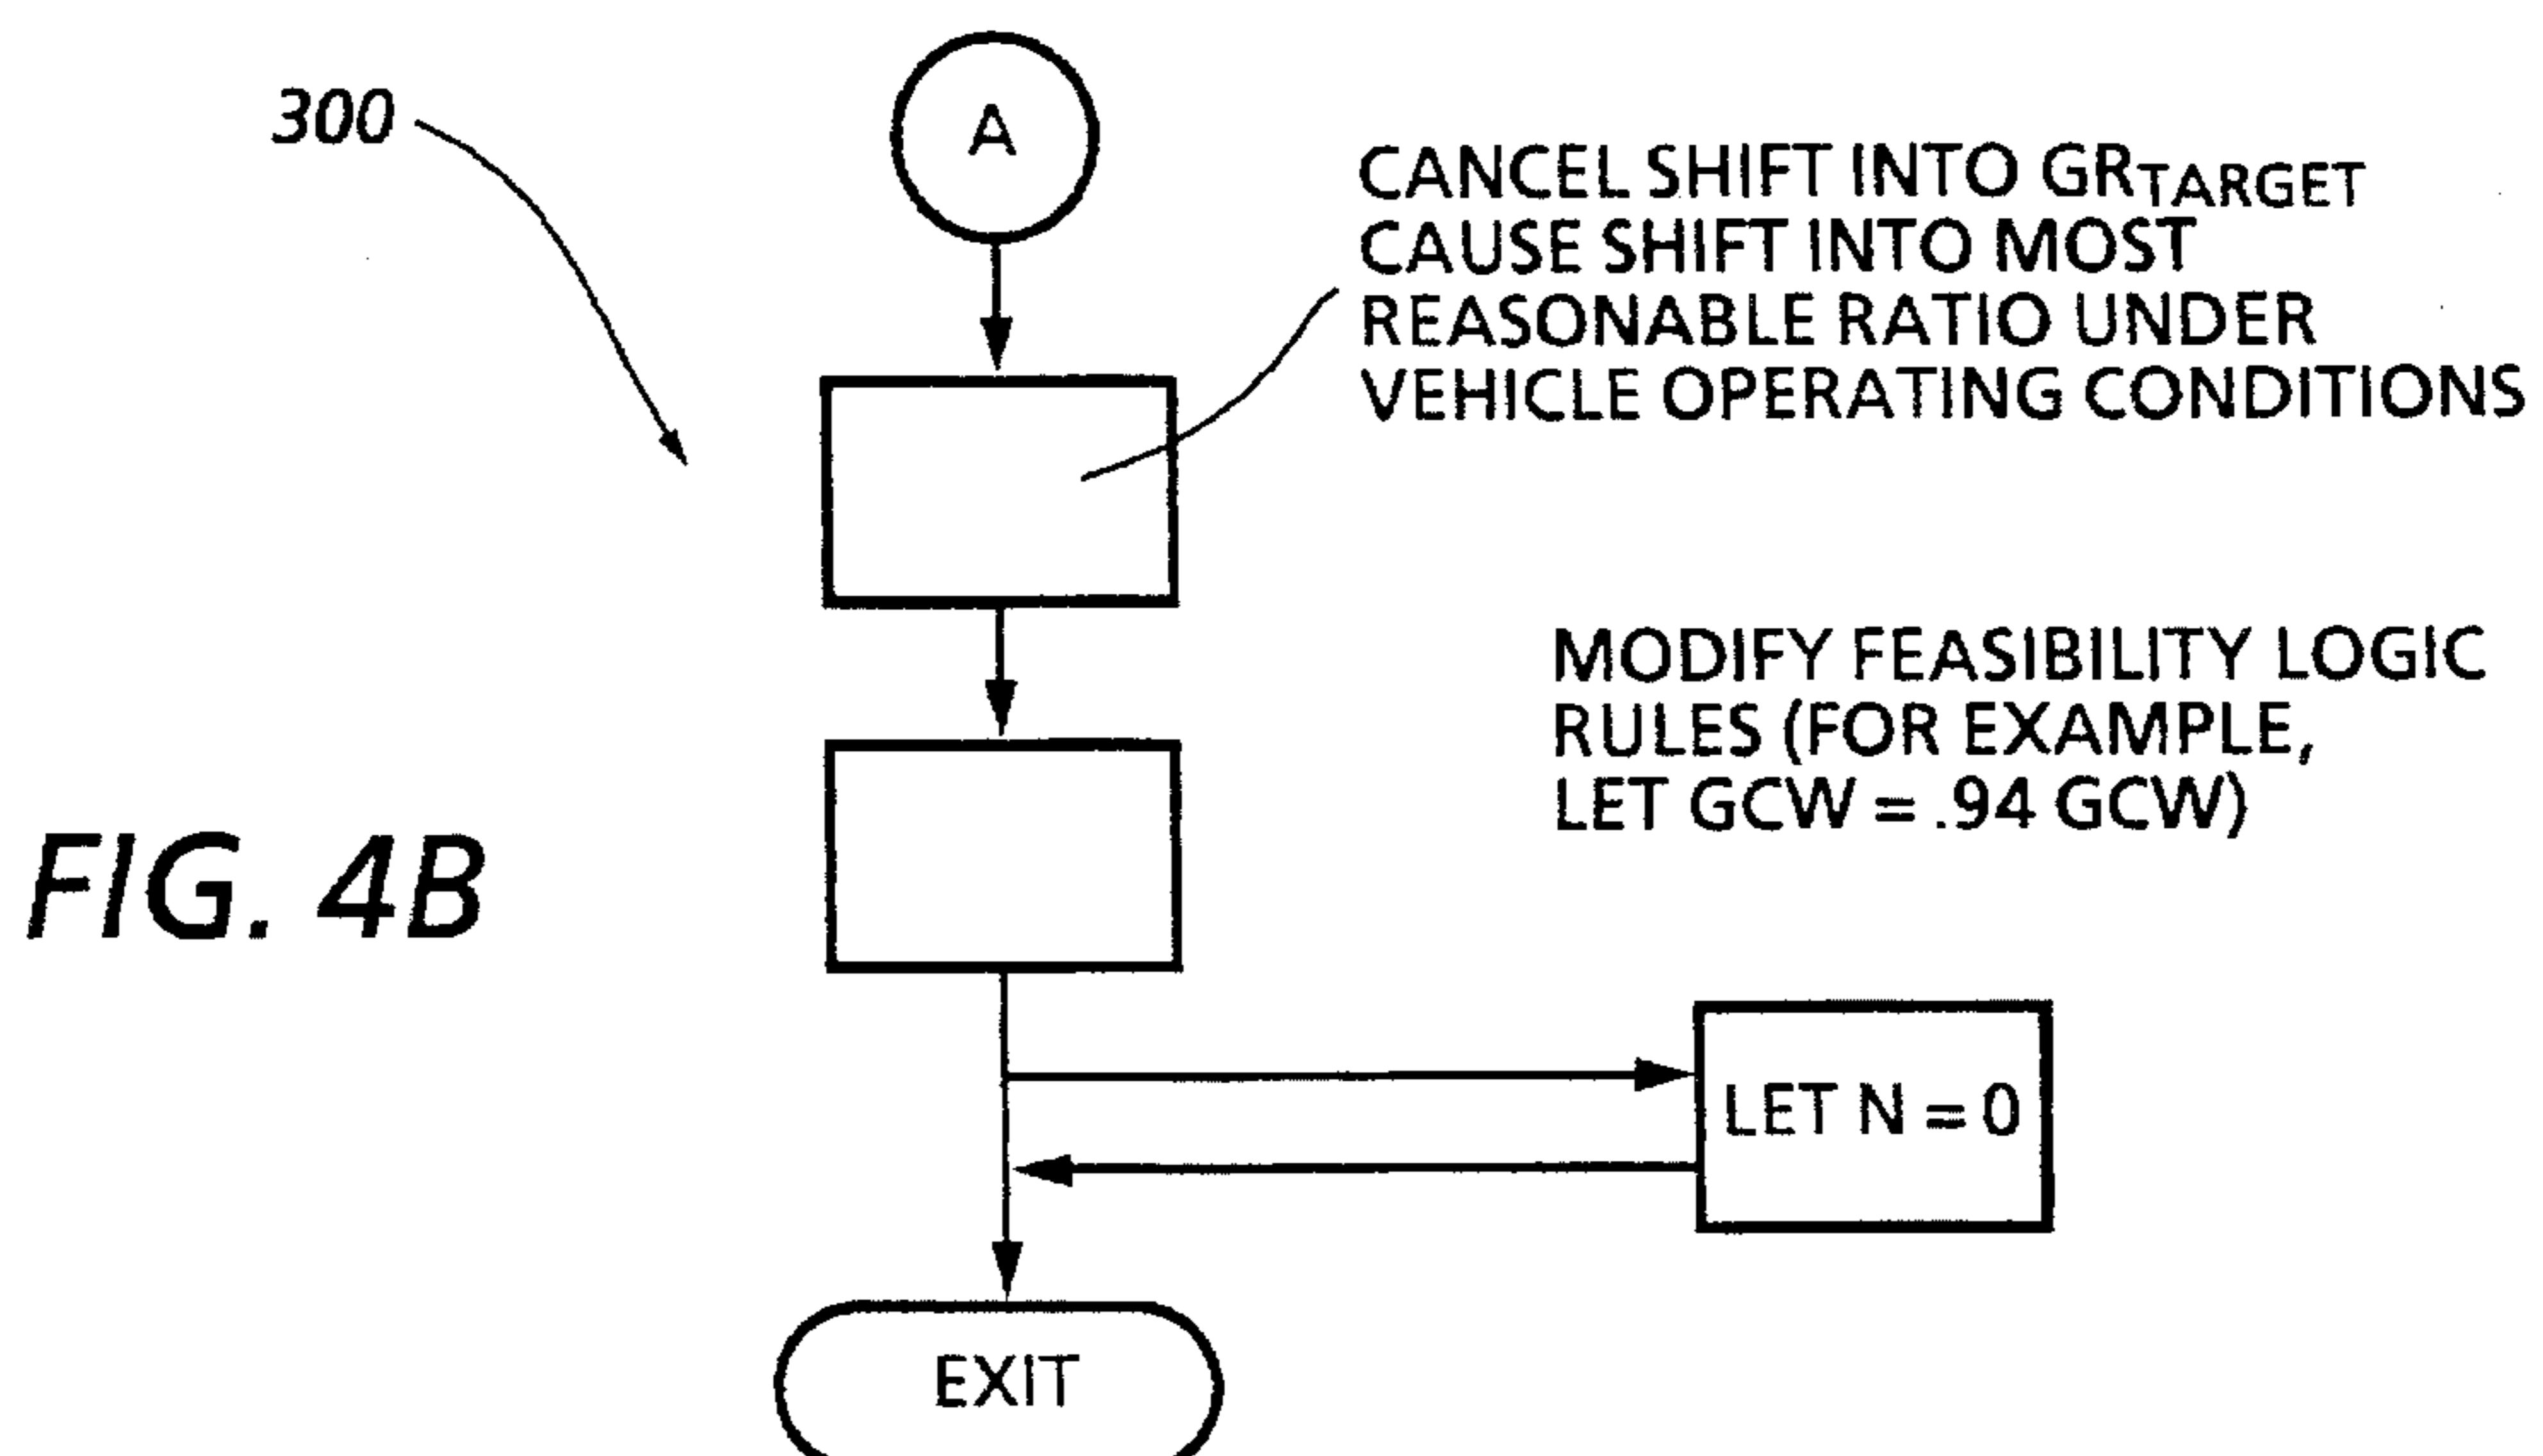 300
A
CANCEL SHIFT INTO GRTARGET
CAUSE SHIFT INTO MOST
REASONABLE RATIO UNDER
VEHICLE OPERATING CONDITIONS
MODIFY FEASIBILITY LOGIC
RULES (FOR EXAMPLE,
LET GCW = .94 GCW)
FIG. 4B
LET N = 0
EXIT